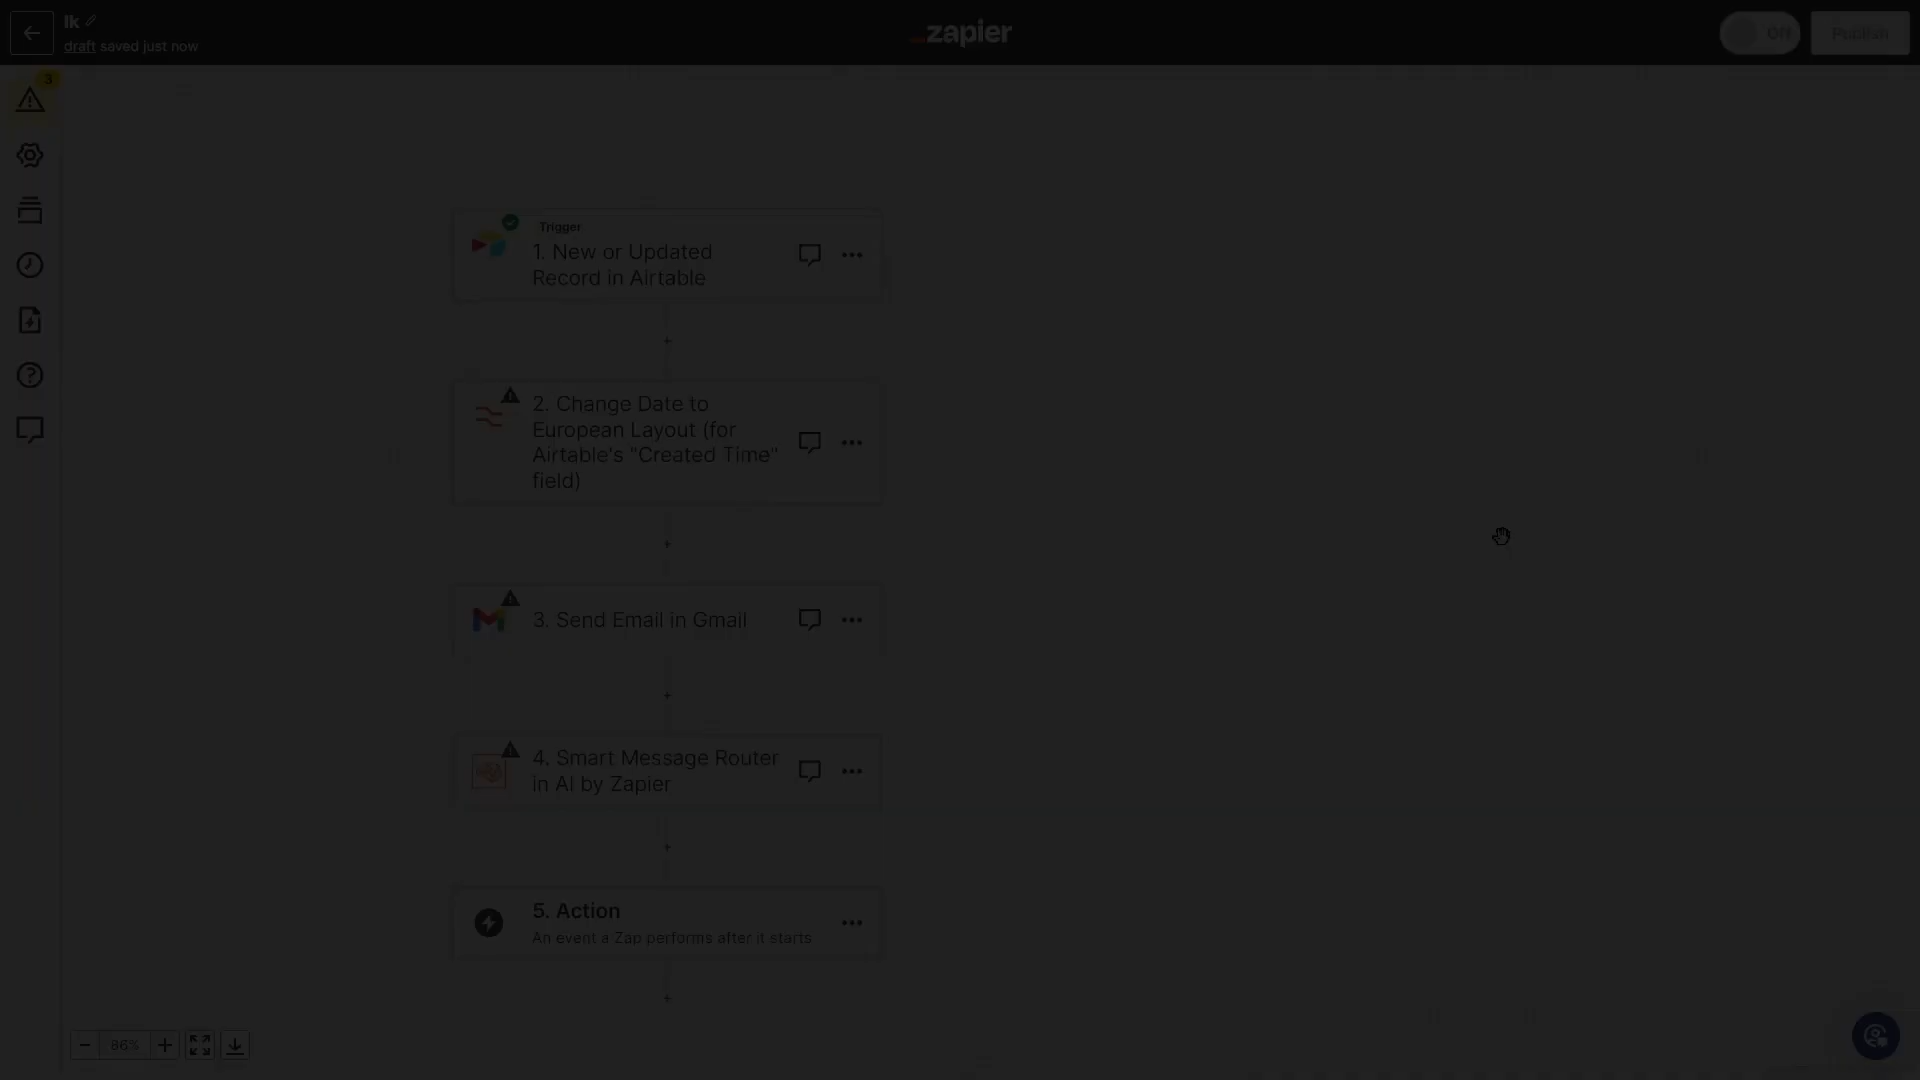 lk
draft saved just now
zapier
Off
Publish
3
Trigger
1. New or Updated
Record in Airtable
2. Change Date to
European Layout (for
Airtable's "Created Time"
field)
3. Send Email in Gmail
4. Smart Message Router
in AI by Zapier
5. Action
An event a Zap performs after it starts
86%